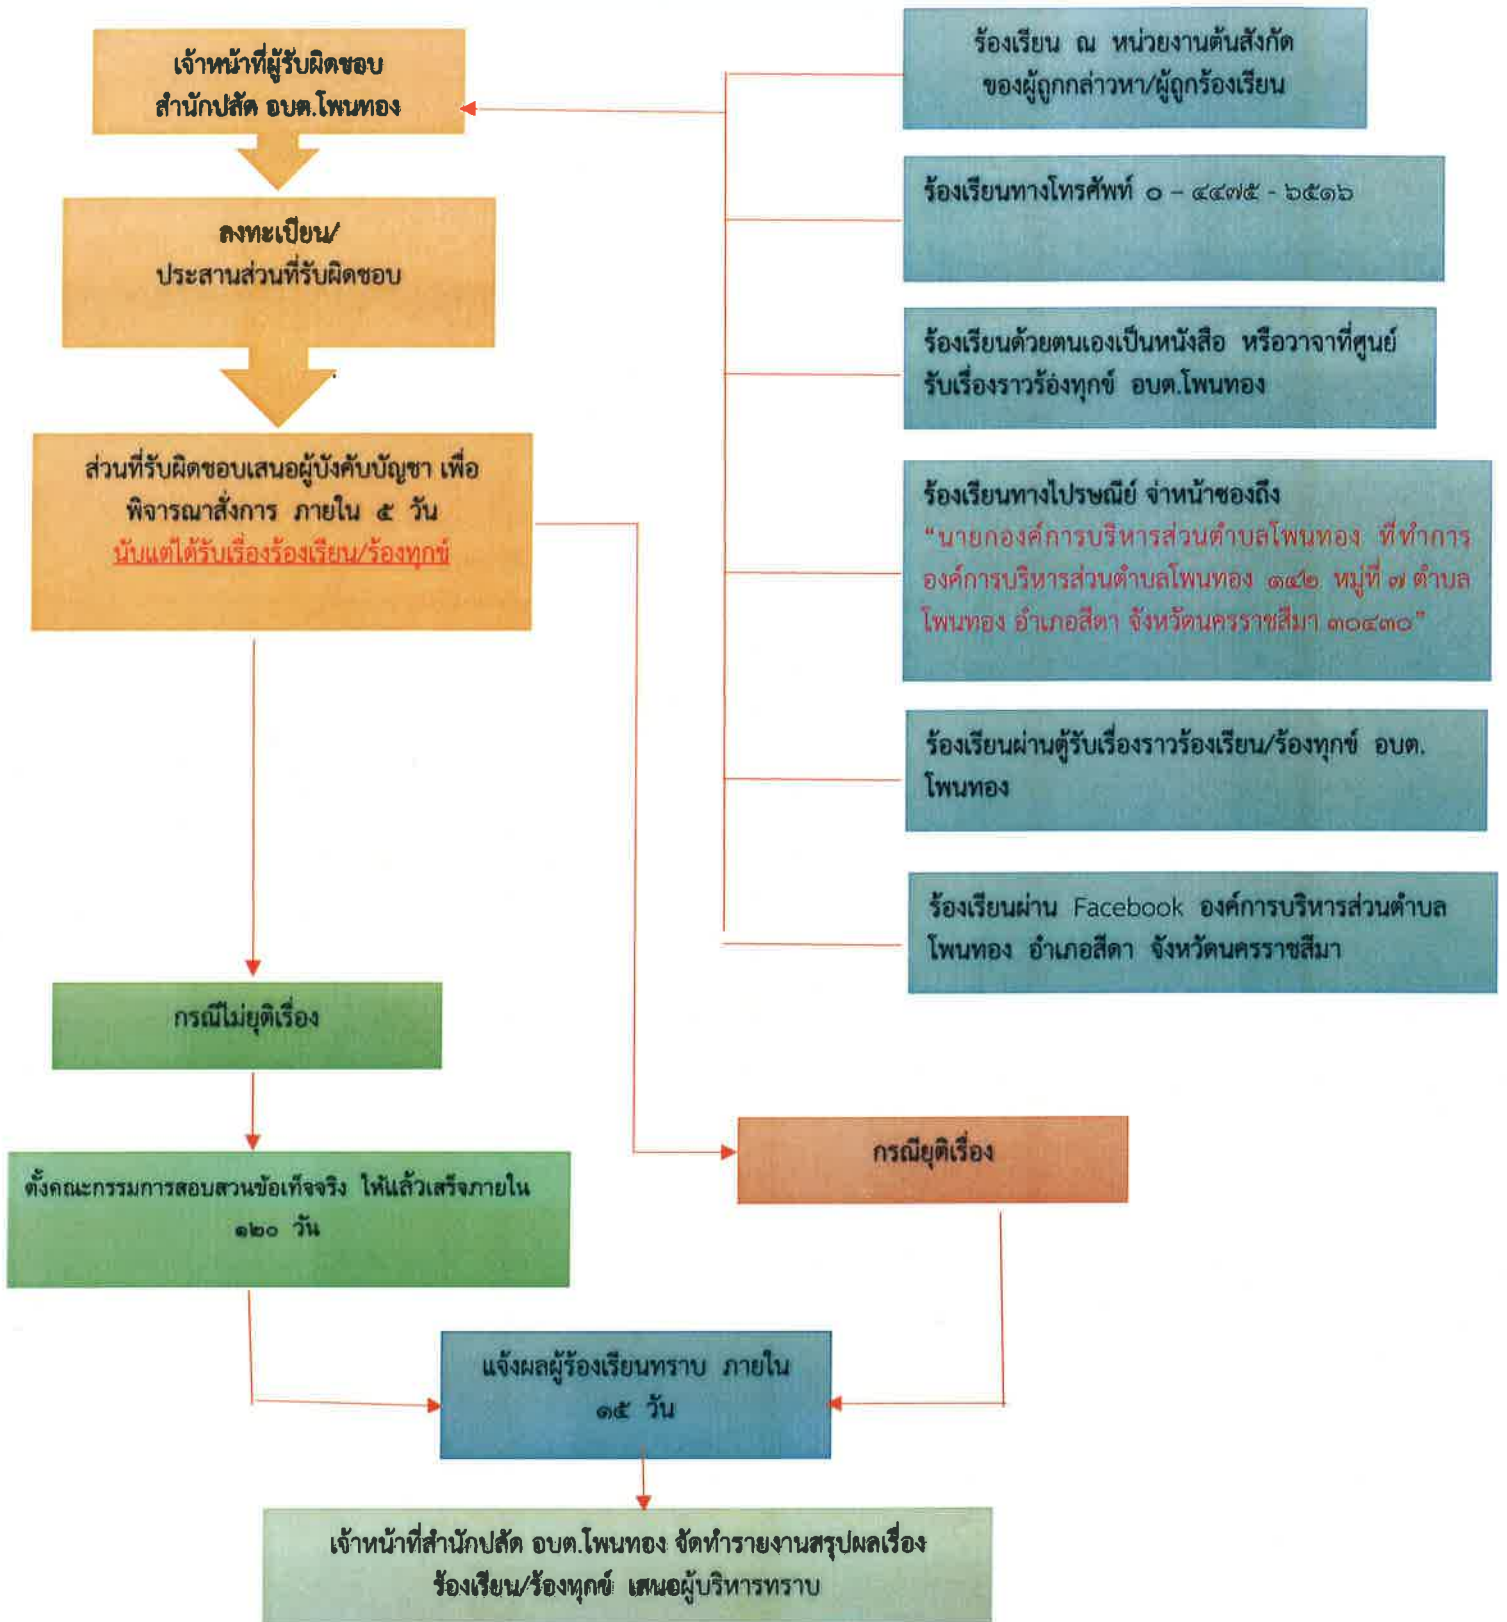 เจ้าหน้าที่ผู้รับผิดชอบ
สำนักปลัด อบต.โพนทอง
ลงทะเบียน/
ประสานส่วนที่รับผิดชอบ
ส่วนที่รับผิดชอบเสนอผู้บังคับบัญชา เพื่อ
พิจารณาสั่งการ ภายใน ๕ วัน
นับแต่ได้รับเรื่องร้องเรียน/ร้องทุกข์
ร้องเรียน ณ หน่วยงานต้นสังกัด
ของผู้ถูกกล่าวหา/ผู้ถูกร้องเรียน
ร้องเรียนทางโทรศัพท์ ๐ – ๔๔๗๕ - ๖๕๑๖
ร้องเรียนด้วยตนเองเป็นหนังสือ หรือวาจาที่ศูนย์
รับเรื่องราวร้องทุกข์ อบต.โพนทอง
ร้องเรียนทางไปรษณีย์ จ่าหน้าซองถึง
“นายกองค์การบริหารส่วนตำบลโพนทอง ที่ทำการ
องค์การบริหารส่วนตำบลโพนทอง ๑๔๒ หมู่ที่ ๗ ตำบล
โพนทอง อำเภอสีดา จังหวัดนครราชสีมา ๓๐๔๓๐”
ร้องเรียนผ่านตู้รับเรื่องราวร้องเรียน/ร้องทุกข์ อบต.
โพนทอง
ร้องเรียนผ่าน Facebook องค์การบริหารส่วนตำบล
โพนทอง อำเภอสีดา จังหวัดนครราชสีมา
กรณีไม่ยุติเรื่อง
ตั้งคณะกรรมการสอบสวนข้อเท็จจริง ให้แล้วเสร็จภายใน
๑๒๐ วัน
กรณียุติเรื่อง
แจ้งผลผู้ร้องเรียนทราบ ภายใน
๑๕ วัน
เจ้าหน้าที่สำนักปลัด อบต.โพนทอง จัดทำรายงานสรุปผลเรื่อง
ร้องเรียน/ร้องทุกข์ เสนอผู้บริหารทราบ